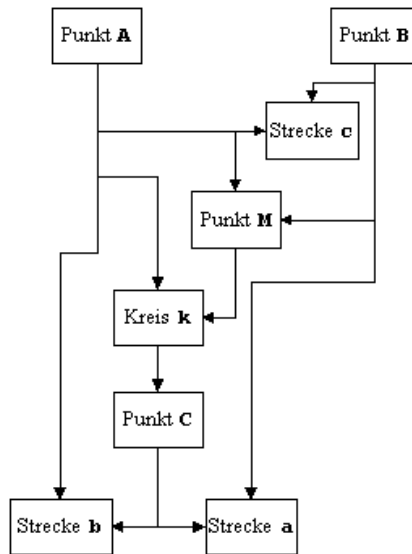 Punkt A
Punkt B
Strecke c
Punkt M
Kreis k
Punkt C
Strecke b
Strecke a